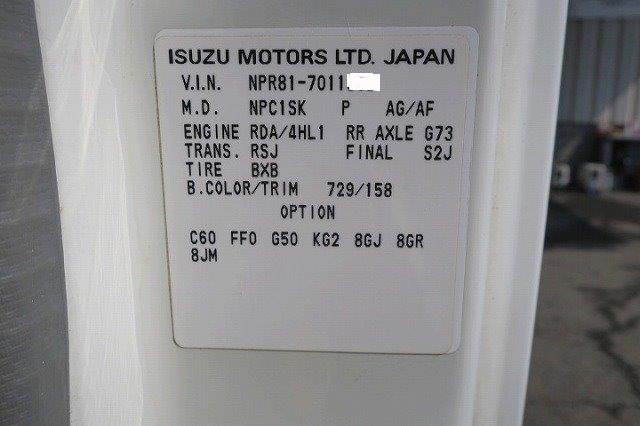 ISUZU MOTORS LTD. JAPAN
V.I.N. NPR81-7011
M.D. NPC1SK P AG/AF
ENGINE RDA/4HL1 RR AXLE G73
TRANS. RSJ FINAL S2J
TIRE BXB
B.COLOR/TRIM 729/158
OPTION
C60 FF0 G50 KG2 8GJ 8GR
8JM